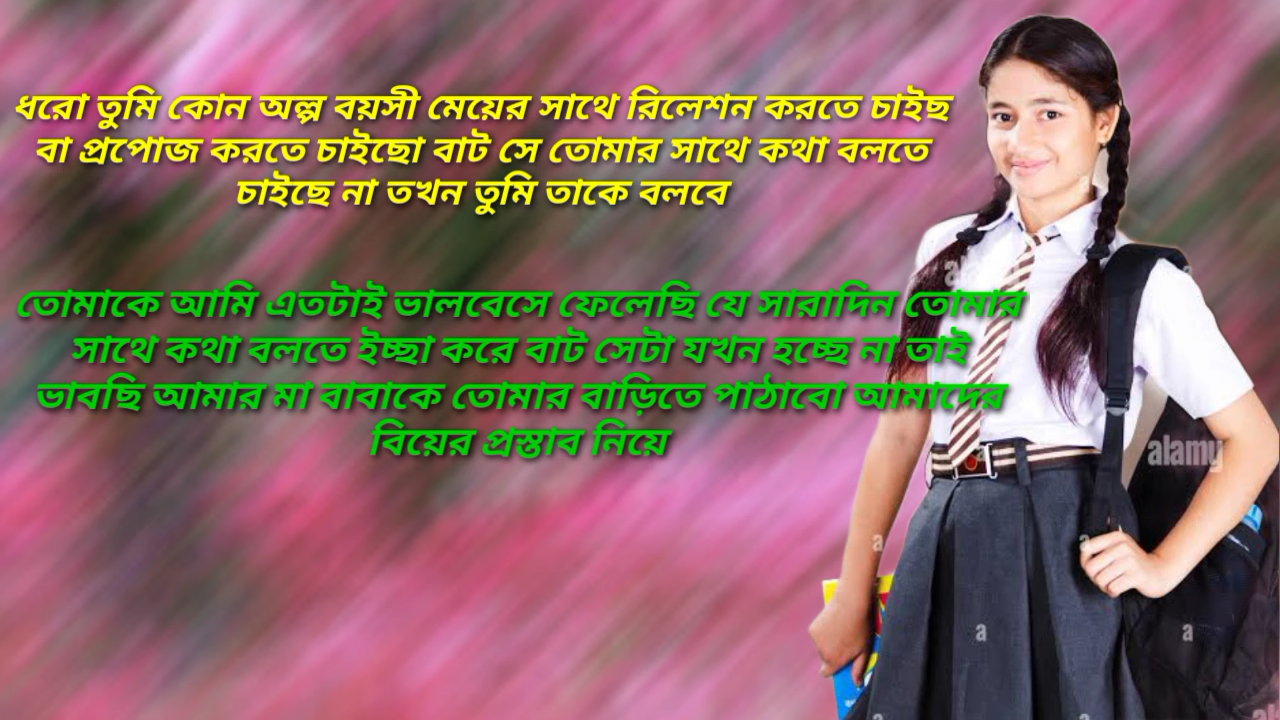 ধরো তুমি কোন অল্প বয়সী মেয়ের সাথে রিলেশন করতে চাইছ
বা প্রপোজ করতে চাইছো বাট সে তোমার সাথে কথা বলতে
চাইছে না তখন তুমি তাকে বলবে
তোমাকে আমি এতটাই ভালবেসে ফেলেছি যে সারাদিন তোমার
সাথে কথা বলতে ইচ্ছা করে বাট সেটা যখন হচ্ছে না তাই
ভাবছি আমার মা বাবাকে তোমার বাড়িতে পাঠাবো আমাদের
বিয়ের প্রস্তাব নিয়ে
alamy
a
a
a
a